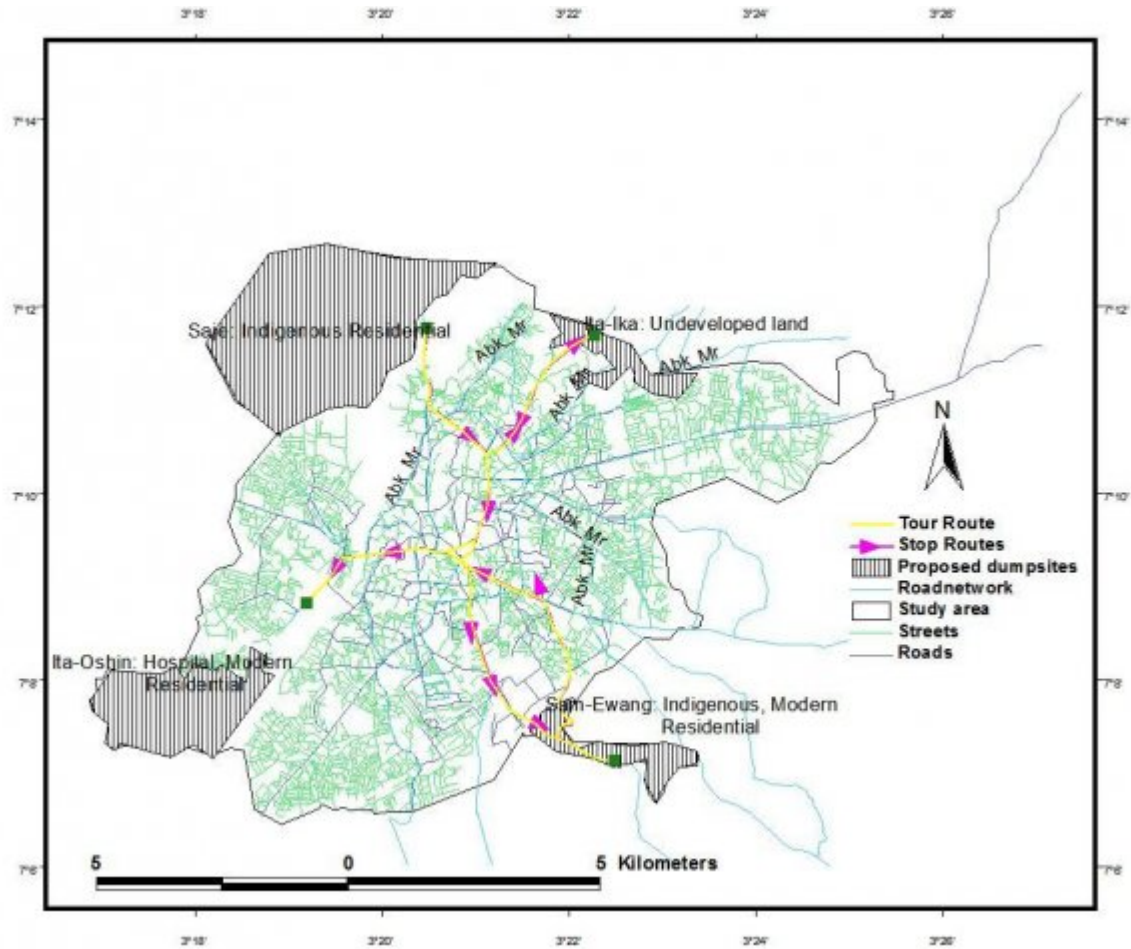 3°18' 3°20' 3°22' 3°24' 3°26'
7°14' 7°14'
7°12' 7°12'
Saje: Indigenous Residential
Ita-Ika: Undeveloped land
Abk_Mr
Abk_Mr
Abk_Mr
Abk_Mr
N
7°10' 7°10'
Abk_Mr
Abk_Mr
Tour Route
Stop Routes
Proposed dumpsites
Roadnetwork
Study area
Streets
Roads
Ita-Oshin: Hospital, Modern
Residential
7°8' 7°8'
Sam-Ewang: Indigenous, Modern
Residential
5 0 5 Kilometers
7°6' 7°6'
3°18' 3°20' 3°22' 3°24' 3°26'